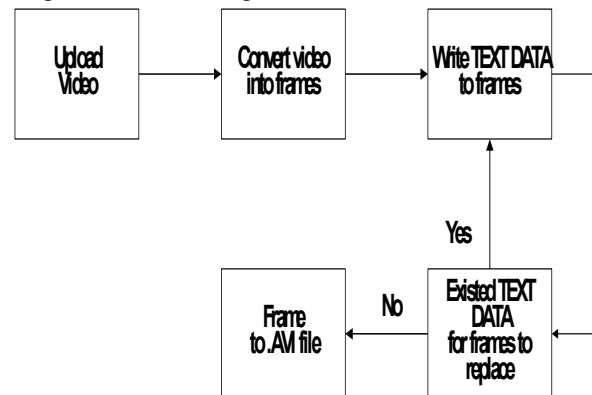 Upload
Video
Convert video
into frames
Write TEXT DATA
to frames
Yes
Existed TEXT
DATA
for frames to
replace
No
Frame
to .AVI file